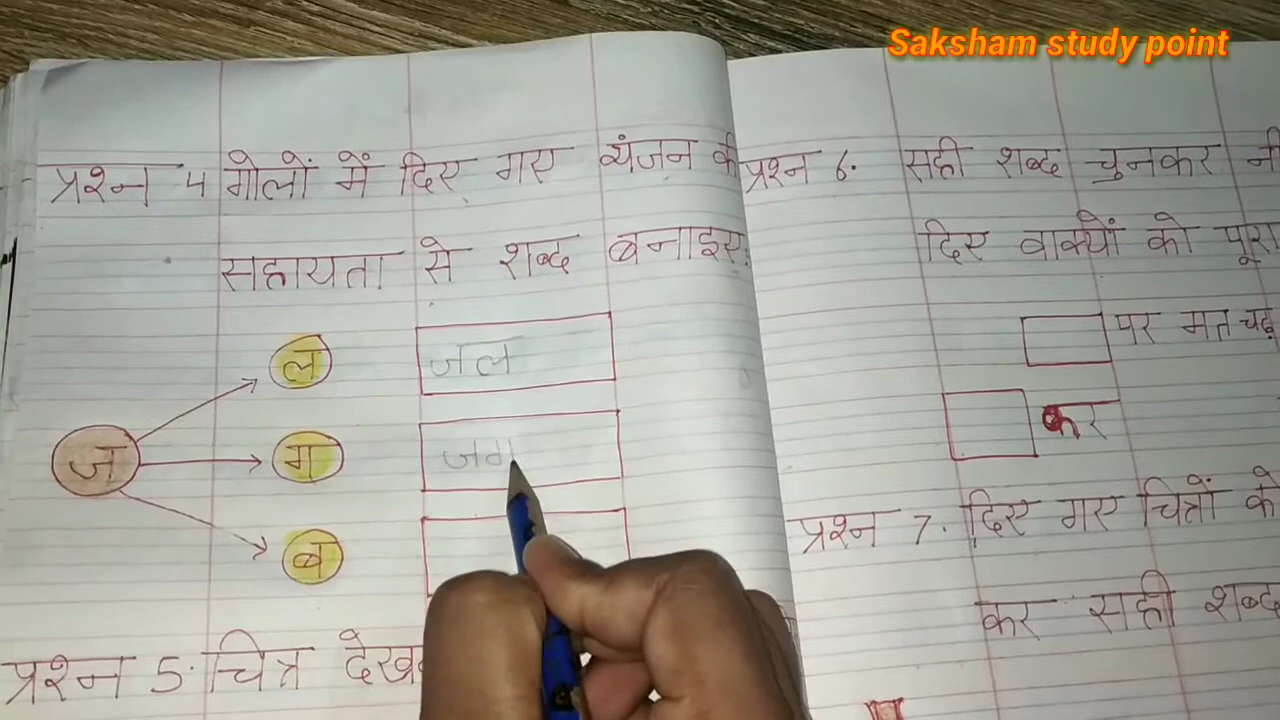 Saksham study point
प्रश्न 4 गोलों में दिए गए व्यंजन की
सहायता से शब्द बनाइए
ज
ल जल
ग जग
ब
प्रश्न 5. चित्र
प्रश्न 6. सही शब्द चुनकर
दिए वाक्यों को
पर मत
कर
प्रश्न 7. दिए गए चित्रों
कर सही शब्द